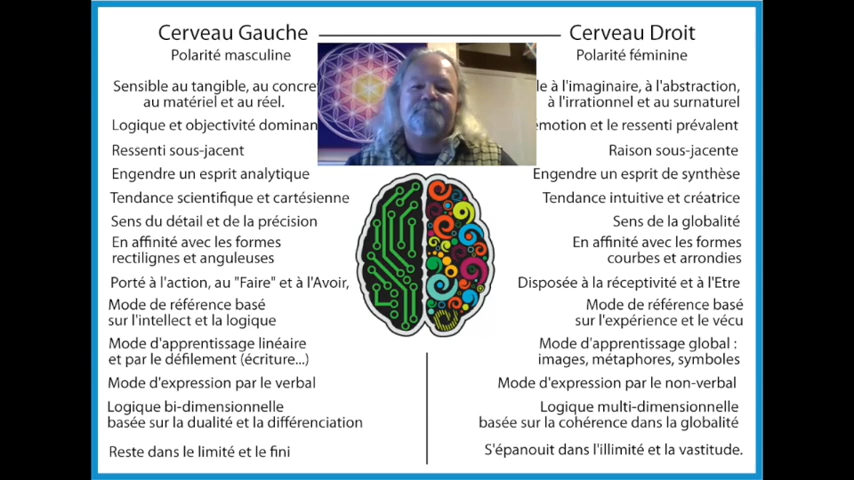 Cerveau Gauche
Polarité masculine
Sensible au tangible, au concre
au matériel et au réel.
Logique et objectivité dominan
Ressenti sous-jacent
Engendre un esprit analytique
Tendance scientifique et cartésienne
Sens du détail et de la précision
En affinité avec les formes
rectilignes et anguleuses
Porté à l'action, au "Faire" et à l'Avoir,
Mode de référence basé
sur l'intellect et la logique
Mode d'apprentissage linéaire
et par le défilement (écriture...)
Mode d'expression par le verbal
Logique bi-dimensionnelle
basée sur la dualité et la différenciation
Reste dans le limité et le fini
Cerveau Droit
Polarité féminine
à l'imaginaire, à l'abstraction,
à l'irrationnel et au surnaturel
émotion et le ressenti prévalent
Raison sous-jacente
Engendre un esprit de synthèse
Tendance intuitive et créatrice
Sens de la globalité
En affinité avec les formes
courbes et arrondies
Disposée à la réceptivité et à l'Etre
Mode de référence basé
sur l'expérience et le vécu
Mode d'apprentissage global :
images, métaphores, symboles
Mode d'expression par le non-verbal
Logique multi-dimensionnelle
basée sur la cohérence dans la globalité
S'épanouit dans l'illimité et la vastitude.